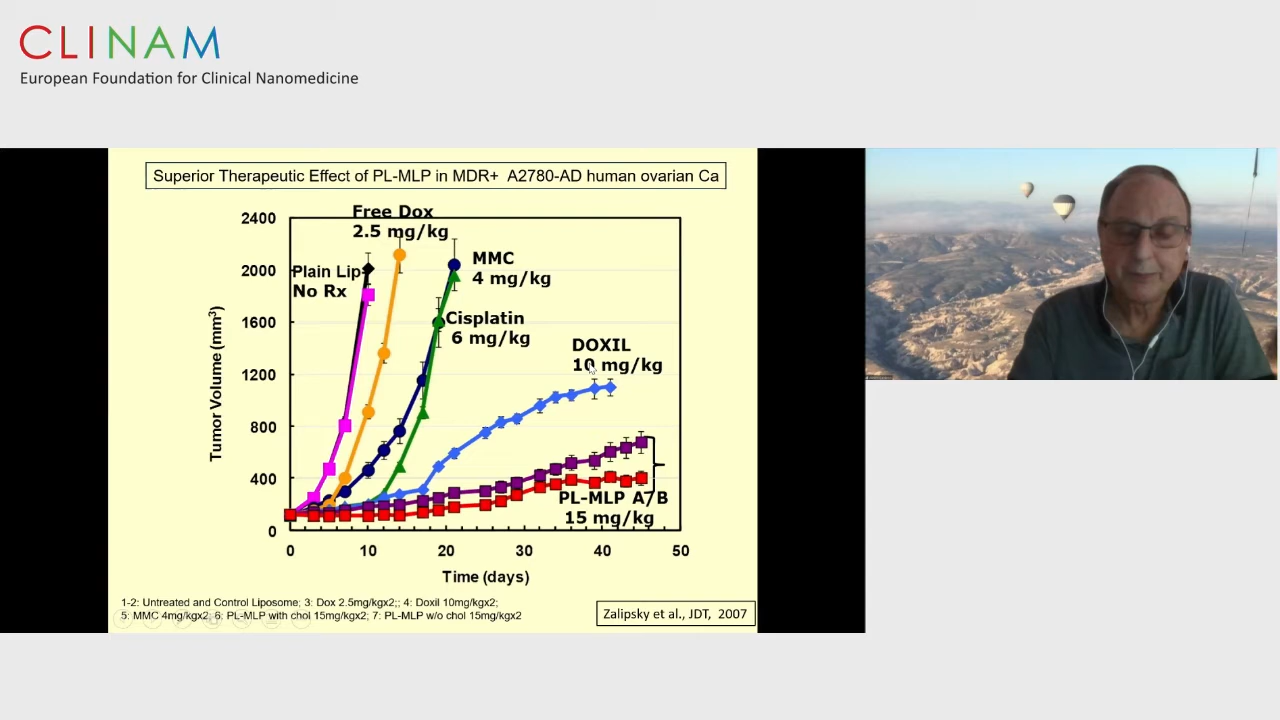 CLINAM
European Foundation for Clinical Nanomedicine
Superior Therapeutic Effect of PL-MLP in MDR+ A2780-AD human ovarian Ca
Free Dox
2.5 mg/kg
Plain Lip
No Rx
MMC
4 mg/kg
Cisplatin
6 mg/kg
DOXIL
10 mg/kg
PL-MLP A/B
15 mg/kg
Tumor Volume (mm³)
2400
2000
1600
1200
800
400
0
0 10 20 30 40 50
Time (days)
1-2: Untreated and Control Liposome; 3: Dox 2.5mg/kgx2;; 4: Doxil 10mg/kgx2;
5: MMC 4mg/kgx2; 6: PL-MLP with chol 15mg/kgx2; 7: PL-MLP w/o chol 15mg/kgx2
Zalipsky et al., JDT, 2007